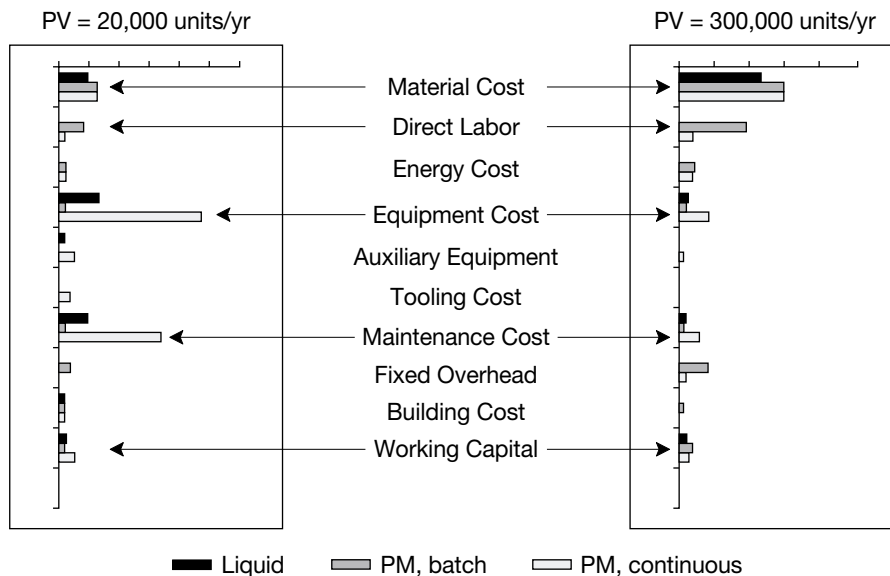 PV = 20,000 units/yr
PV = 300,000 units/yr
Material Cost
Direct Labor
Energy Cost
Equipment Cost
Auxiliary Equipment
Tooling Cost
Maintenance Cost
Fixed Overhead
Building Cost
Working Capital
Liquid
PM, batch
PM, continuous